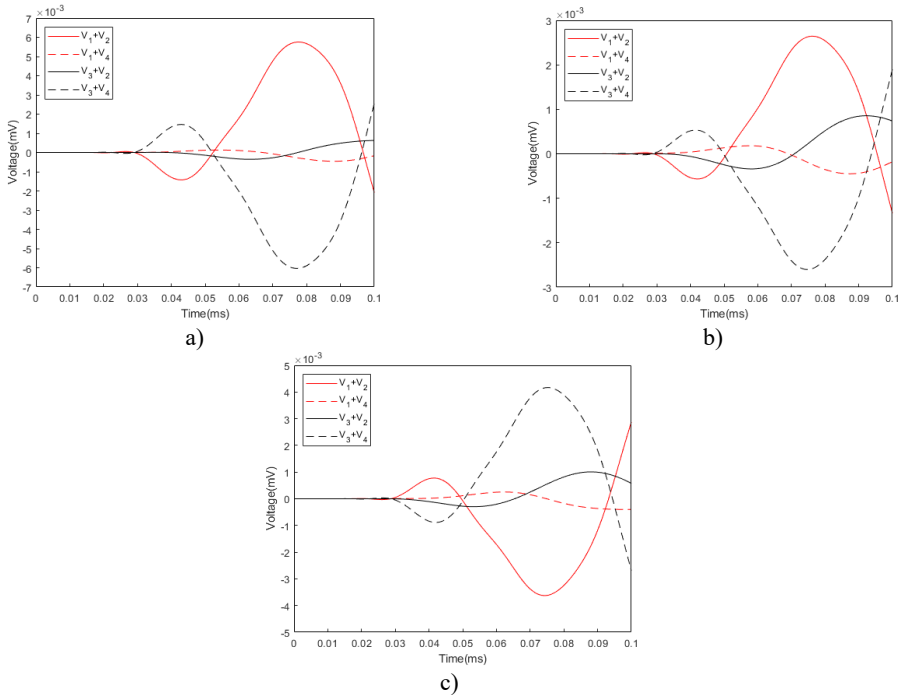 ×10⁻³
7
6
5
4
3
2
1
0
-1
-2
-3
-4
-5
-6
-7
Voltage(mV)
V₁+V₂
V₁+V₄
V₃+V₂
V₃+V₄
0 0.01 0.02 0.03 0.04 0.05 0.06 0.07 0.08 0.09 0.1
Time(ms)
a)
×10⁻³
3
2
1
0
-1
-2
-3
Voltage(mV)
V₁+V₂
V₁+V₄
V₃+V₂
V₃+V₄
0 0.01 0.02 0.03 0.04 0.05 0.06 0.07 0.08 0.09 0.1
Time(ms)
b)
×10⁻³
5
4
3
2
1
0
-1
-2
-3
-4
-5
Voltage(mV)
V₁+V₂
V₁+V₄
V₃+V₂
V₃+V₄
0 0.01 0.02 0.03 0.04 0.05 0.06 0.07 0.08 0.09 0.1
Time(ms)
c)